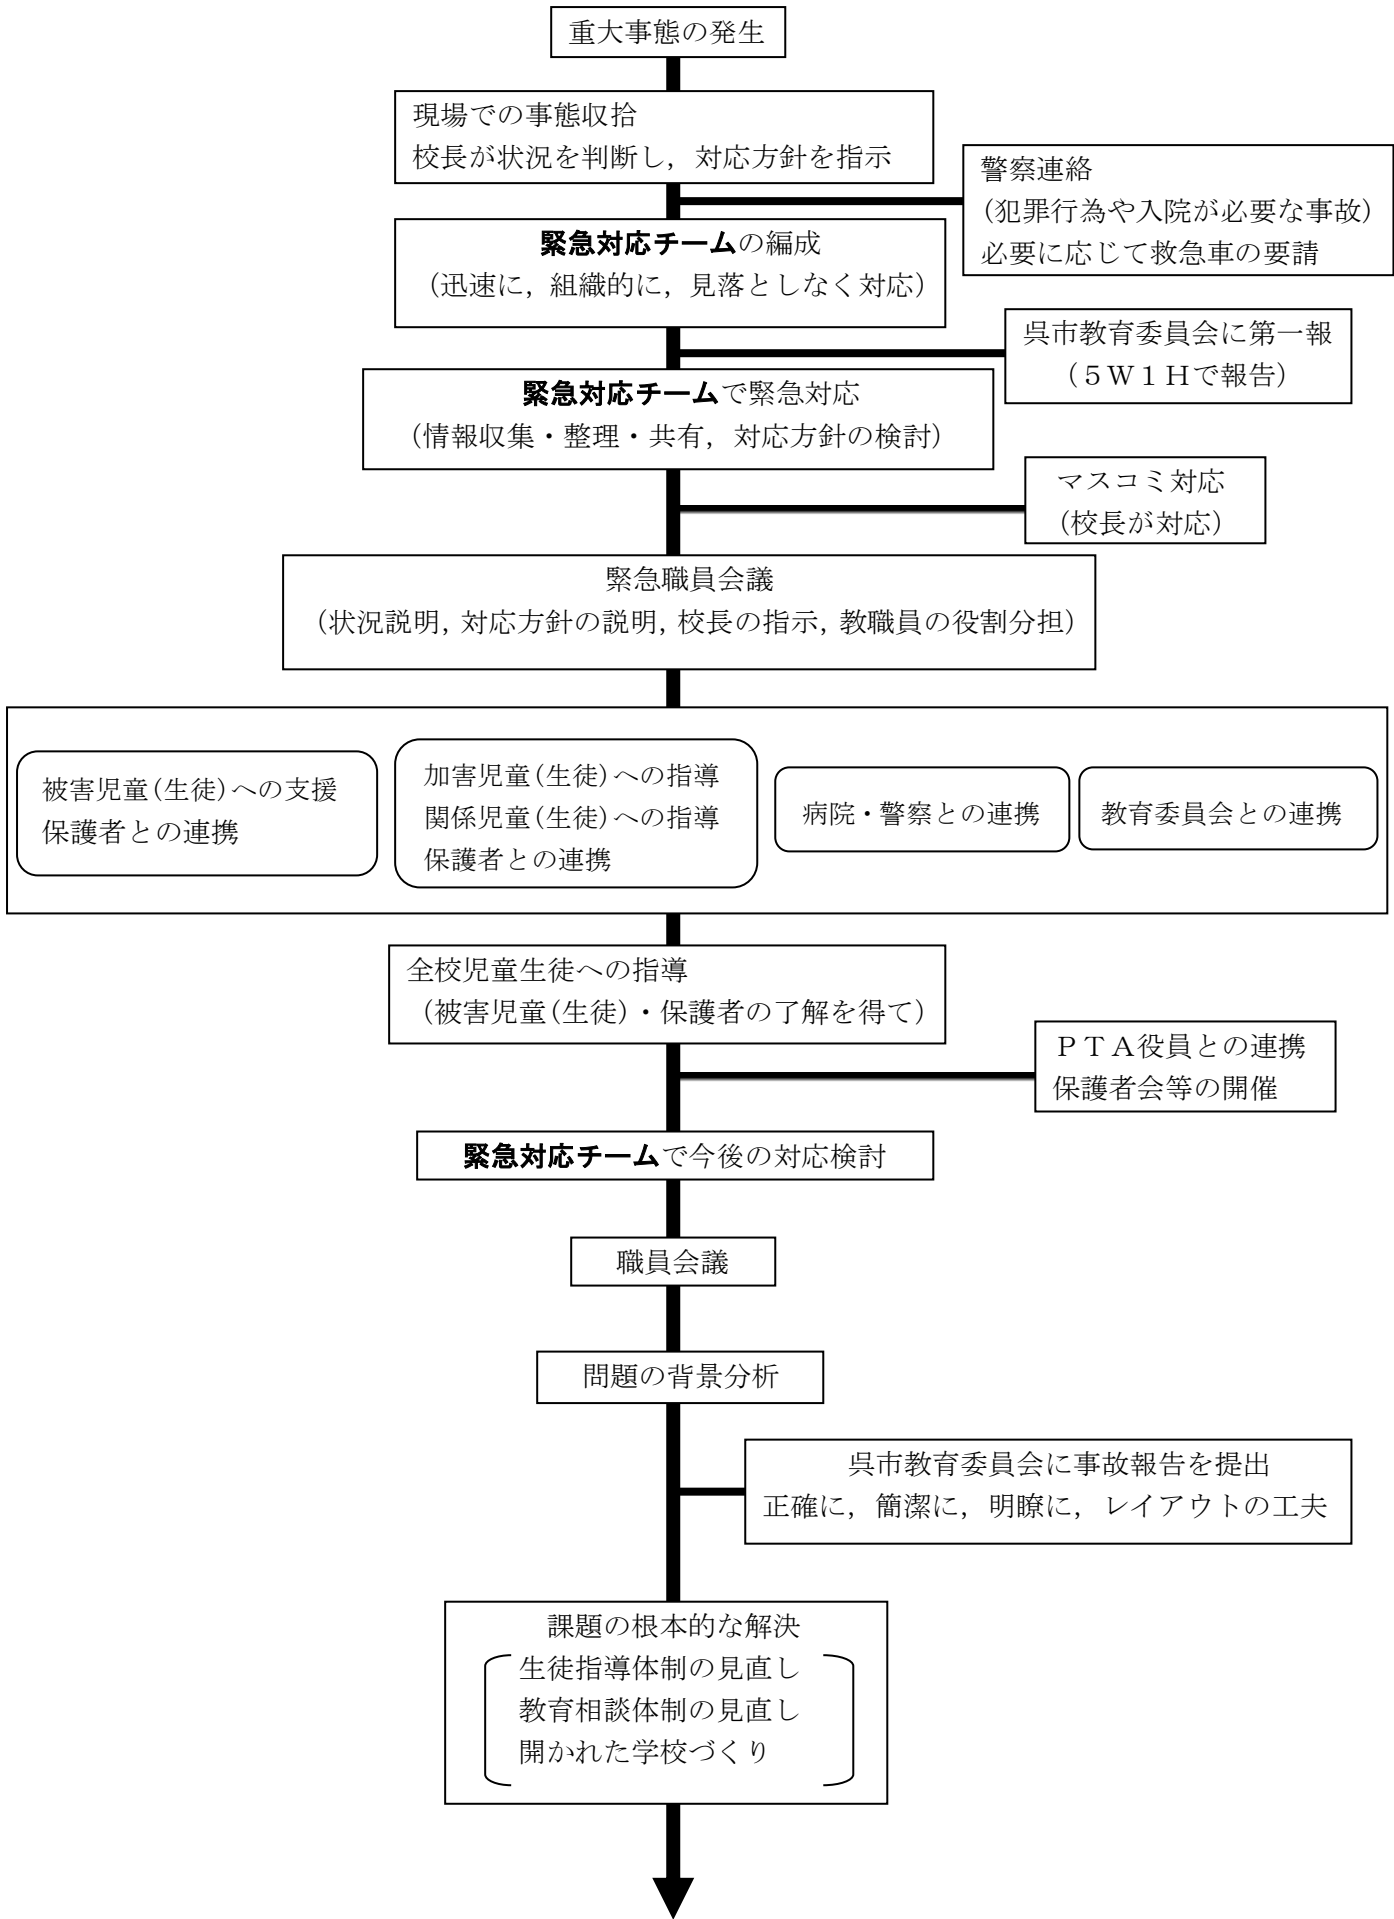 重大事態の発生
現場での事態収拾
校長が状況を判断し，対応方針を指示
警察連絡
（犯罪行為や入院が必要な事故）
必要に応じて救急車の要請
緊急対応チームの編成
（迅速に，組織的に，見落としなく対応）
呉市教育委員会に第一報
（５Ｗ１Ｈで報告）
緊急対応チームで緊急対応
（情報収集・整理・共有，対応方針の検討）
マスコミ対応
（校長が対応）
緊急職員会議
（状況説明，対応方針の説明，校長の指示，教職員の役割分担）
被害児童（生徒）への支援
保護者との連携
加害児童（生徒）への指導
関係児童（生徒）への指導
保護者との連携
病院・警察との連携
教育委員会との連携
全校児童生徒への指導
（被害児童（生徒）・保護者の了解を得て）
ＰＴＡ役員との連携
保護者会等の開催
緊急対応チームで今後の対応検討
職員会議
問題の背景分析
呉市教育委員会に事故報告を提出
正確に，簡潔に，明瞭に，レイアウトの工夫
課題の根本的な解決
生徒指導体制の見直し
教育相談体制の見直し
開かれた学校づくり